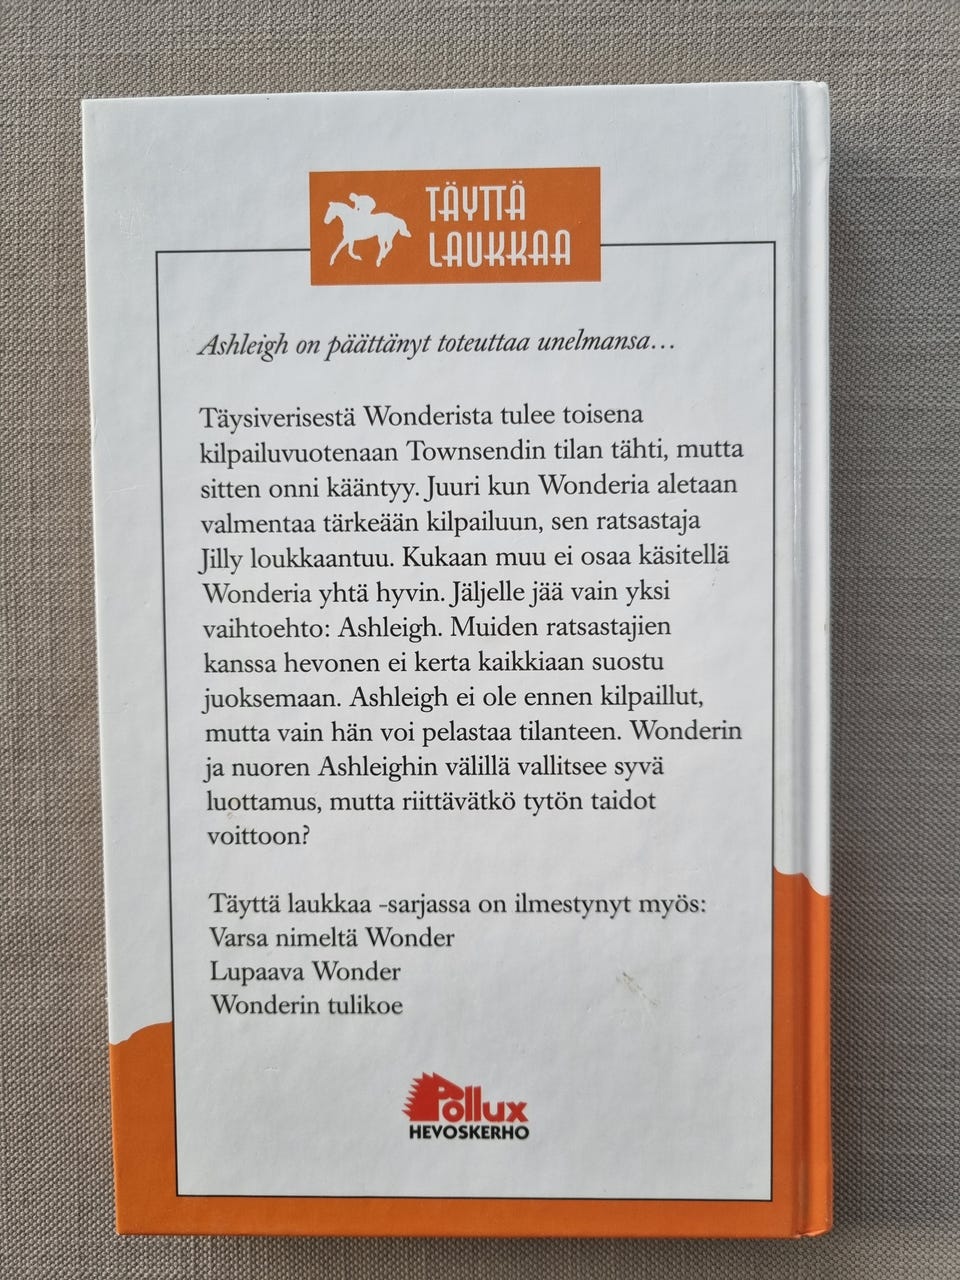 TÄYTTÄ
LAUKKAA
Ashleigh on päättänyt toteuttaa unelmansa...
Täysiverisestä Wonderista tulee toisena
kilpailuvuotenaan Townsendin tilan tähti, mutta
sitten onni kääntyy. Juuri kun Wonderia aletaan
valmentaa tärkeään kilpailuun, sen ratsastaja
Jilly loukkaantuu. Kukaan muu ei osaa käsitellä
Wonderia yhtä hyvin. Jäljelle jää vain yksi
vaihtoehto: Ashleigh. Muiden ratsastajien
kanssa hevonen ei kerta kaikkiaan suostu
juoksemaan. Ashleigh ei ole ennen kilpaillut,
mutta vain hän voi pelastaa tilanteen. Wonderin
ja nuoren Ashleighin välillä vallitsee syvä
luottamus, mutta riittävätkö tytön taidot
voittoon?
Täyttä laukkaa -sarjassa on ilmestynyt myös:
Varsa nimeltä Wonder
Lupaava Wonder
Wonderin tulikoe
Pollux
HEVOSKERHO